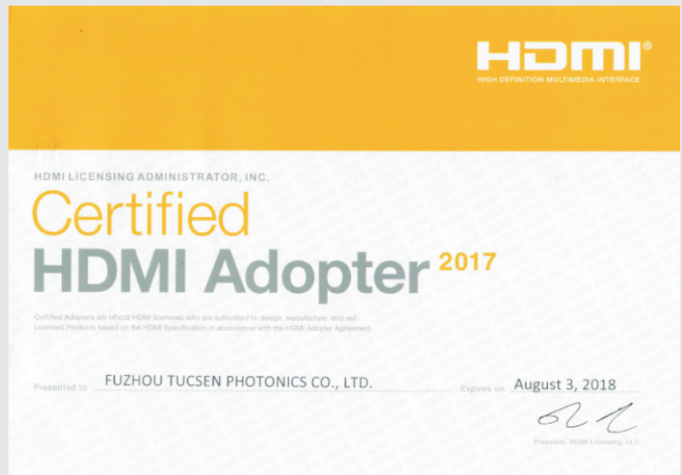 HDMI®
HIGH DEFINITION MULTIMEDIA INTERFACE
HDMI LICENSING ADMINISTRATOR, INC.
Certified
HDMI Adopter 2017
Certified Adopters are official HDMI licensees who are authorized to design, manufacture, and sell
Licensed Products based on the HDMI Specification in accordance with the HDMI Adopter Agreement.
Presented to FUZHOU TUCSEN PHOTONICS CO., LTD. Expires on August 3, 2018
President, HDMI Licensing, LLC